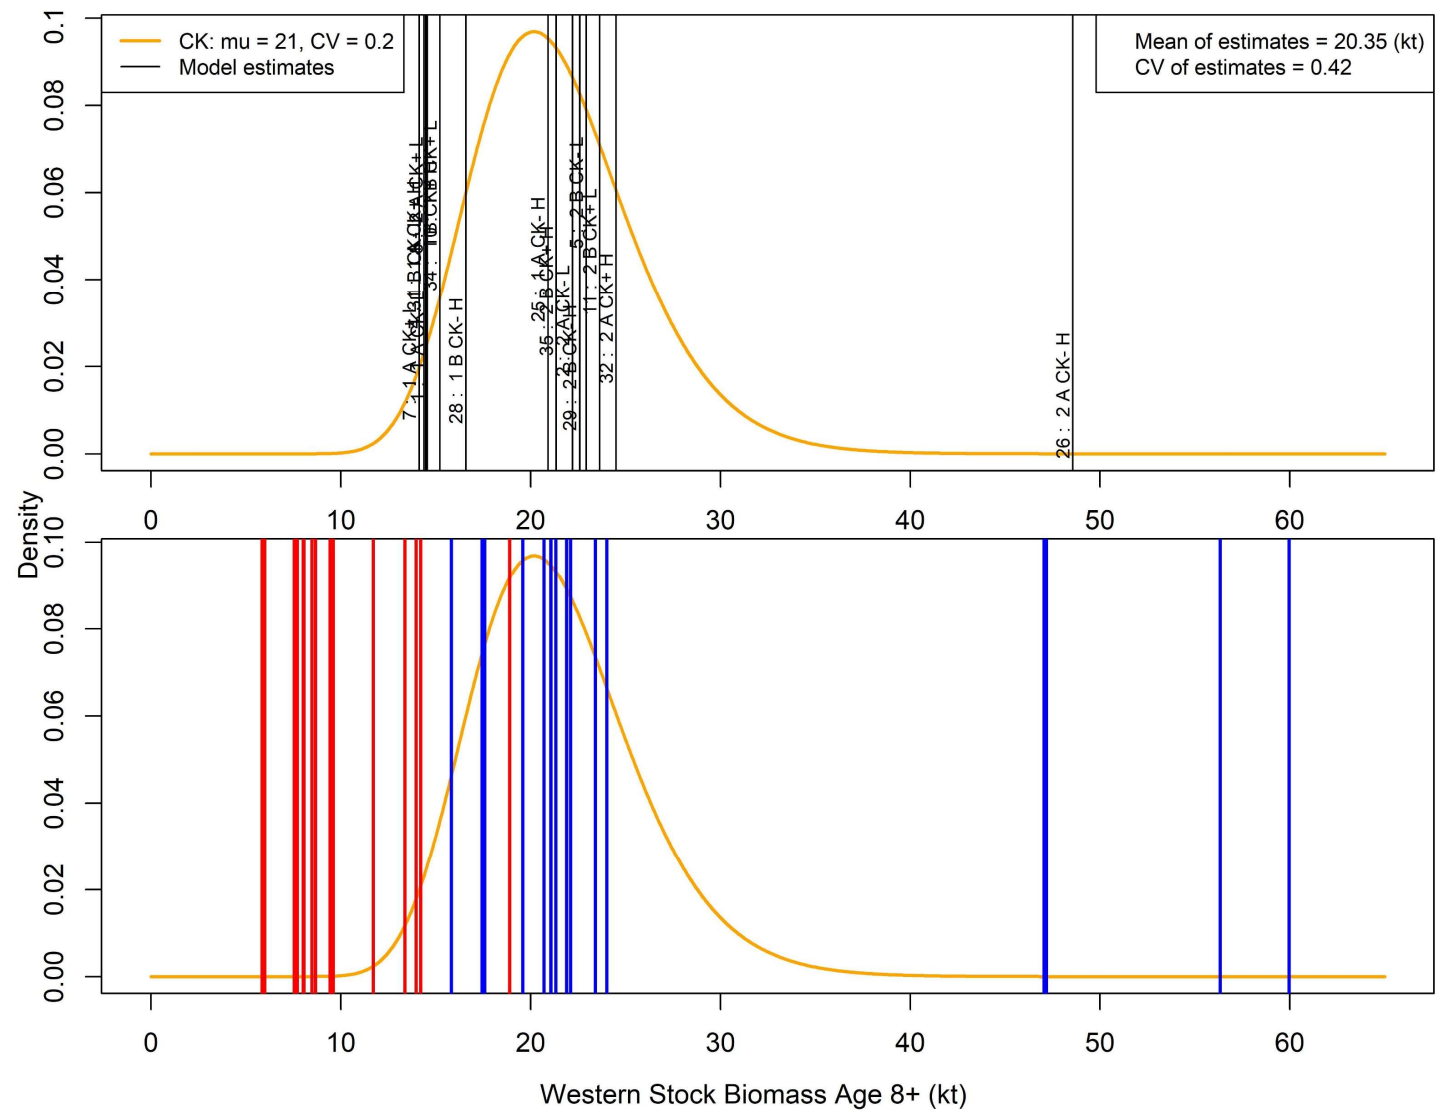 CK: mu = 21, CV = 0.2
Model estimates
Mean of estimates = 20.35 (kt)
CV of estimates = 0.42
0.00
0.02
0.04
0.06
0.08
0.1
28 : 1 B CK- H
25 : 1 A CK- H
5 : 2 B CK- L
11 : 2 B CK+ L
32 : 2 A CK+ H
26 : 2 A CK- H
0 10 20 30 40 50 60
Density
0.00
0.02
0.04
0.06
0.08
0.10
0 10 20 30 40 50 60
Western Stock Biomass Age 8+ (kt)